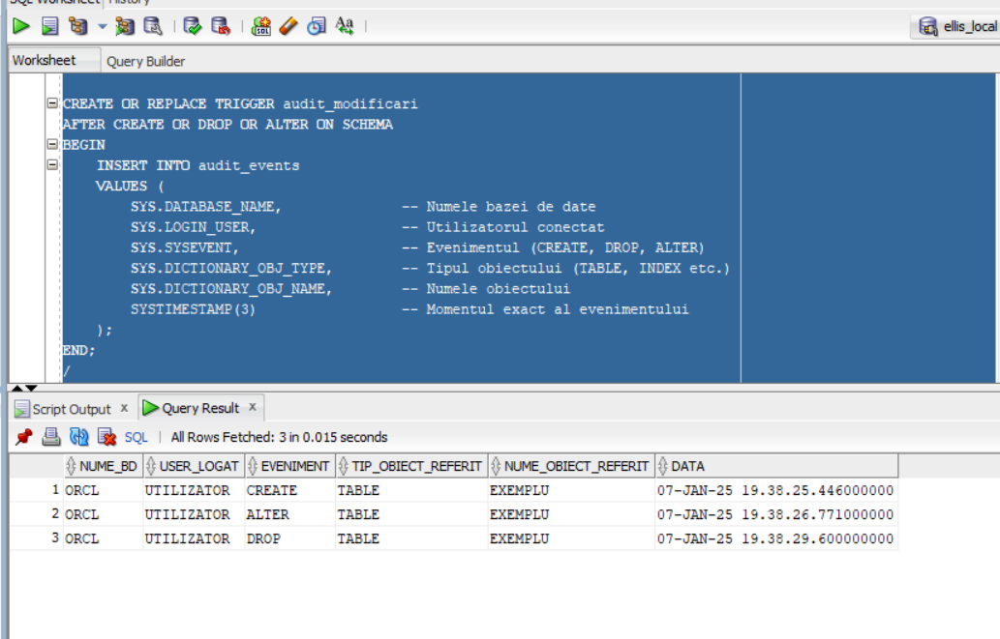 SQL Worksheet History
ellis_local
Worksheet Query Builder
CREATE OR REPLACE TRIGGER audit_modificari
AFTER CREATE OR DROP OR ALTER ON SCHEMA
BEGIN
    INSERT INTO audit_events
    VALUES (
        SYS.DATABASE_NAME,              -- Numele bazei de date
        SYS.LOGIN_USER,                 -- Utilizatorul conectat
        SYS.SYSEVENT,                   -- Evenimentul (CREATE, DROP, ALTER)
        SYS.DICTIONARY_OBJ_TYPE,        -- Tipul obiectului (TABLE, INDEX etc.)
        SYS.DICTIONARY_OBJ_NAME,        -- Numele obiectului
        SYSTIMESTAMP(3)                 -- Momentul exact al evenimentului
    );
END;
/
Script Output x Query Result x
SQL | All Rows Fetched: 3 in 0.015 seconds
NUME_BD USER_LOGAT EVENIMENT TIP_OBIECT_REFERIT NUME_OBIECT_REFERIT DATA
1 ORCL UTILIZATOR CREATE TABLE EXEMPLU 07-JAN-25 19.38.25.446000000
2 ORCL UTILIZATOR ALTER TABLE EXEMPLU 07-JAN-25 19.38.26.771000000
3 ORCL UTILIZATOR DROP TABLE EXEMPLU 07-JAN-25 19.38.29.600000000